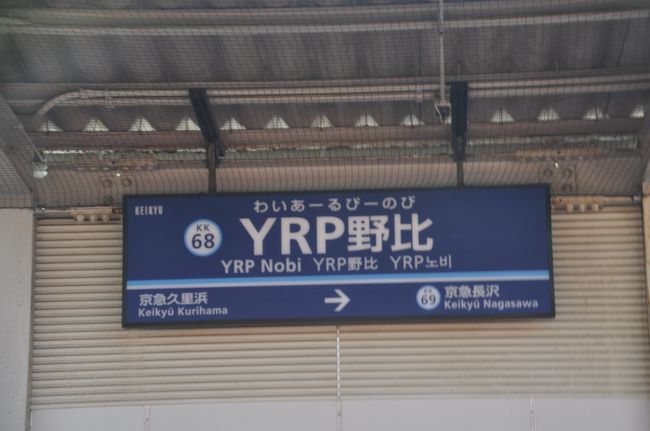 KEIKYU
わいあーるぴーのび
KK
68
YRP野比
YRP Nobi YRP野比 YRP노비
京急久里浜
Keikyū Kurihama
→
KK
69
京急長沢
Keikyū Nagasawa